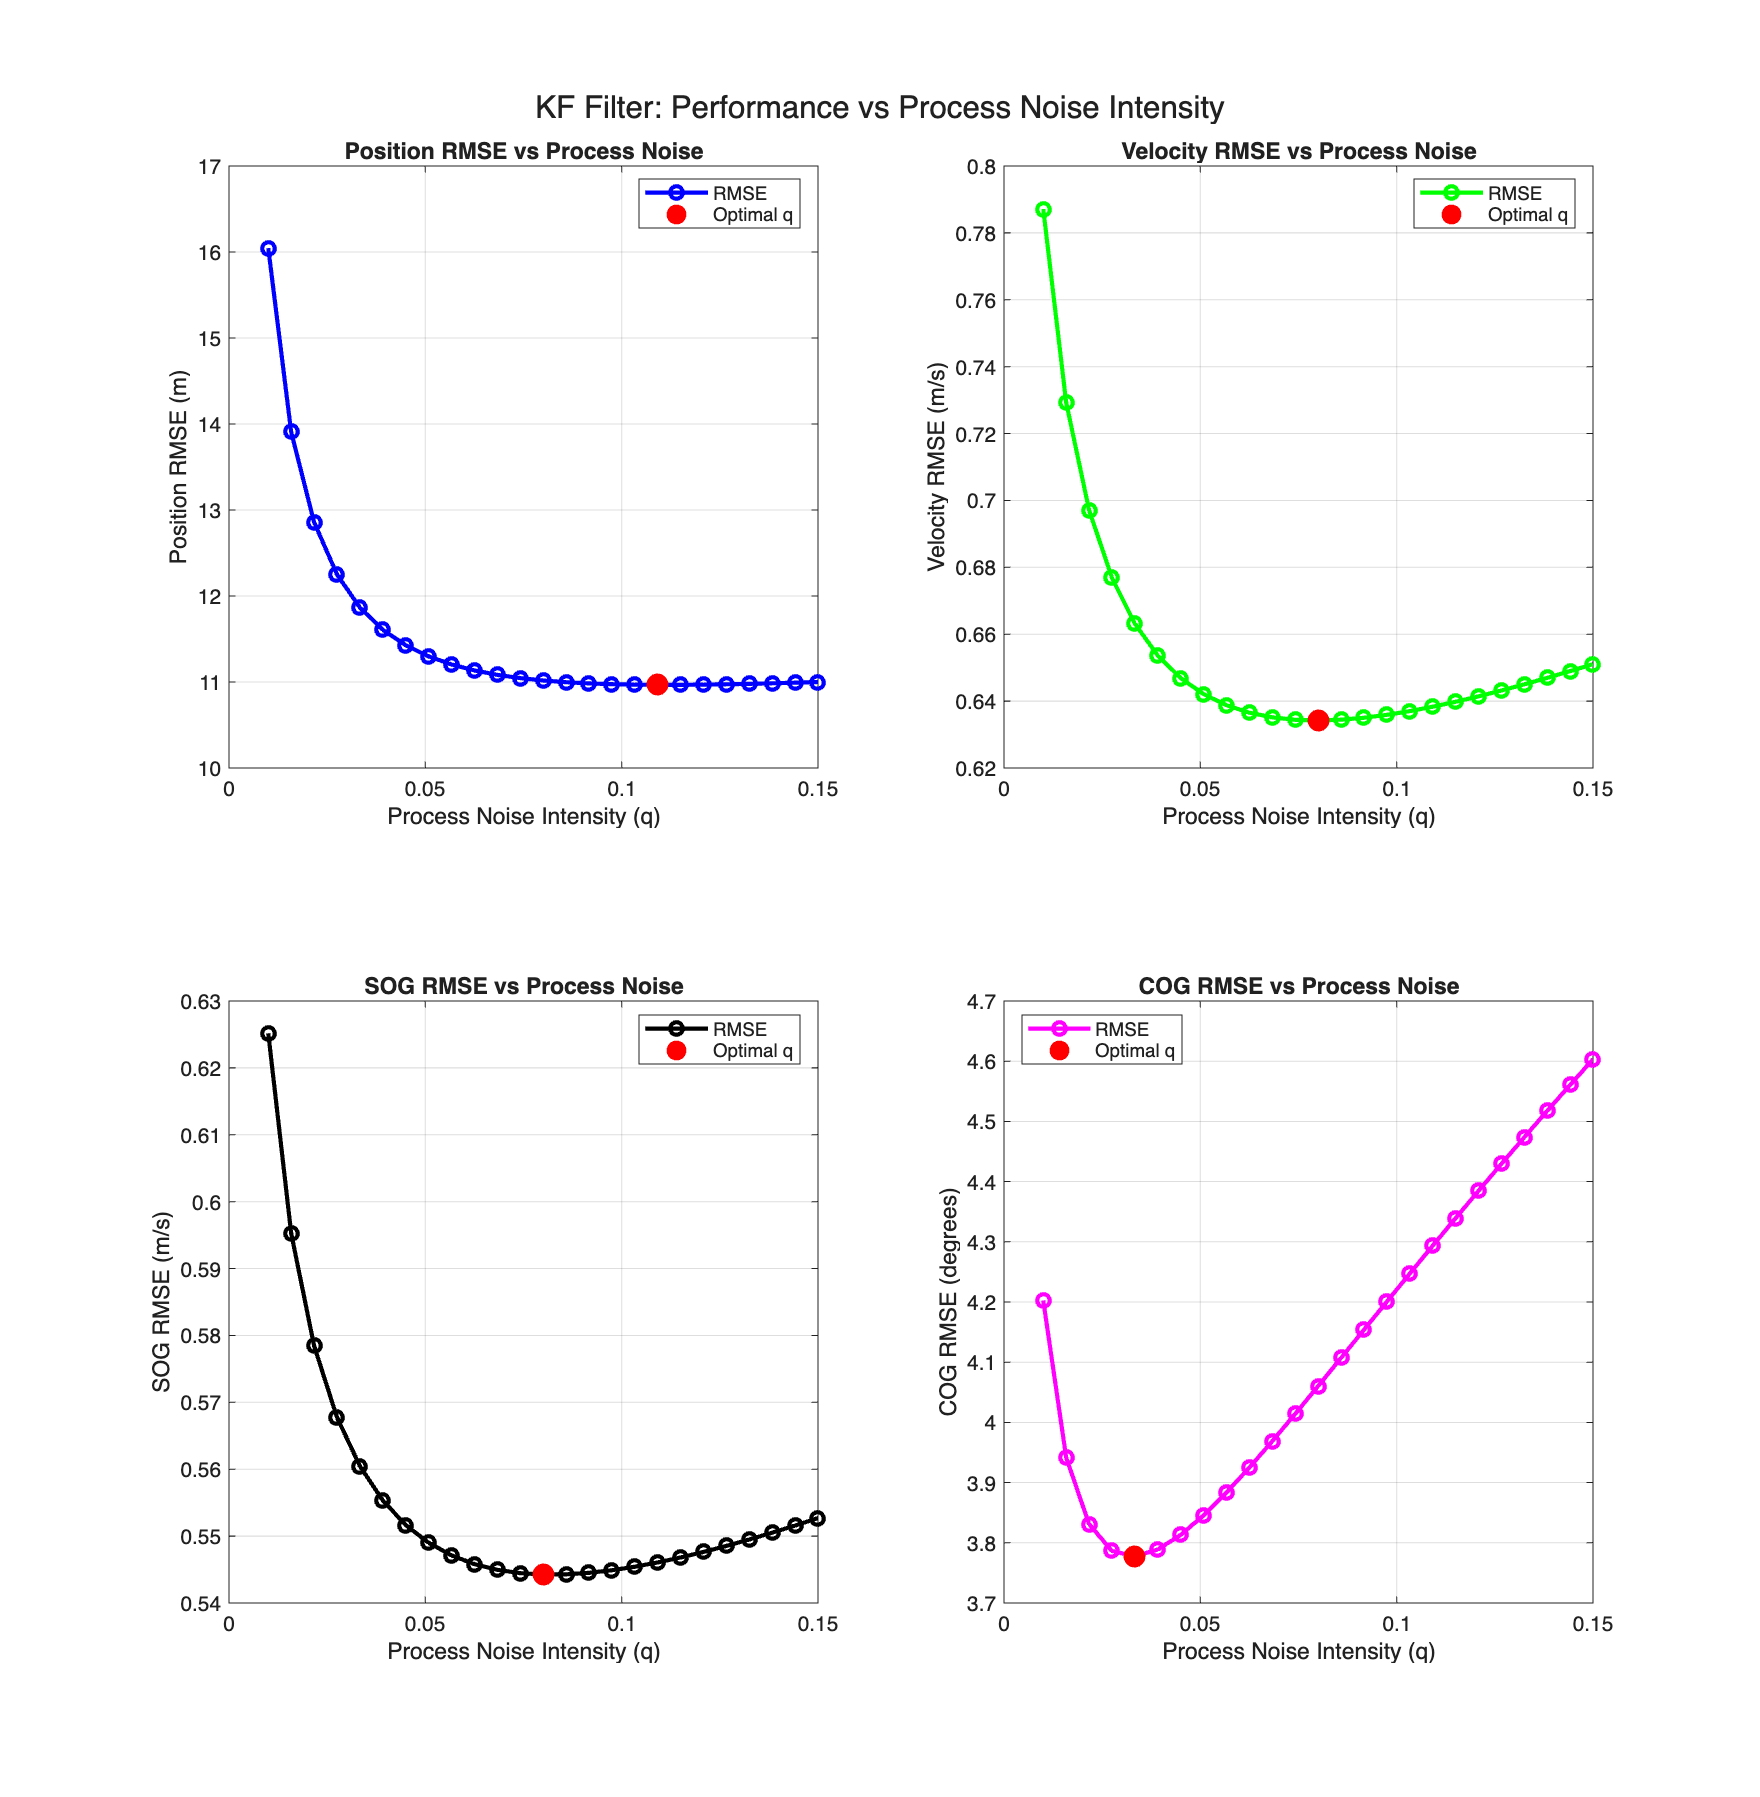 KF Filter: Performance vs Process Noise Intensity
Position RMSE vs Process Noise
17
16
15
14
13
12
11
10
Position RMSE (m)
RMSE
Optimal q
0
0.05
0.1
0.15
Process Noise Intensity (q)
Velocity RMSE vs Process Noise
0.8
0.78
0.76
0.74
0.72
0.7
0.68
0.66
0.64
0.62
Velocity RMSE (m/s)
RMSE
Optimal q
0
0.05
0.1
0.15
Process Noise Intensity (q)
SOG RMSE vs Process Noise
0.63
0.62
0.61
0.6
0.59
0.58
0.57
0.56
0.55
0.54
SOG RMSE (m/s)
RMSE
Optimal q
0
0.05
0.1
0.15
Process Noise Intensity (q)
COG RMSE vs Process Noise
4.7
4.6
4.5
4.4
4.3
4.2
4.1
4
3.9
3.8
3.7
COG RMSE (degrees)
RMSE
Optimal q
0
0.05
0.1
0.15
Process Noise Intensity (q)